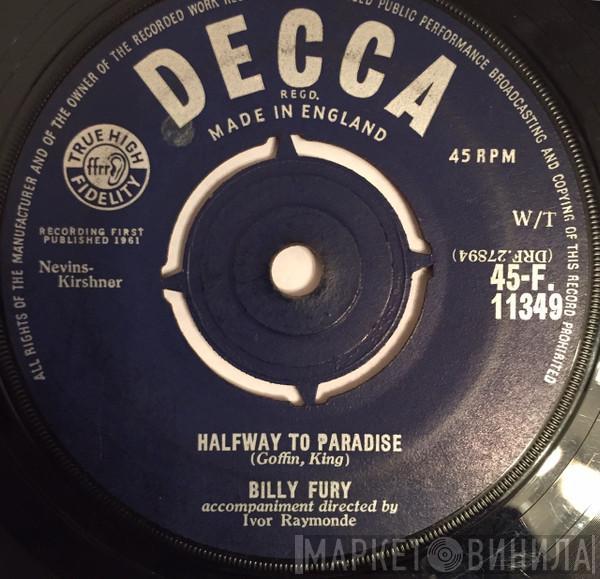 ALL RIGHTS OF THE MANUFACTURER AND OF THE OWNER OF THE RECORDED WORK RESERVED PUBLIC PERFORMANCE BROADCASTING AND COPYING OF THIS RECORD PROHIBITED
DECCA
REGD.
MADE IN ENGLAND
TRUE HIGH
ffrr
FIDELITY
45 RPM
RECORDING FIRST
PUBLISHED 1961
W/T
Nevins-
Kirshner
(DRF.27894)
45-F.
11349
HALFWAY TO PARADISE
(Goffin, King)
BILLY FURY
accompaniment directed by
Ivor Raymonde
МАРКЕТ ВИНИЛА